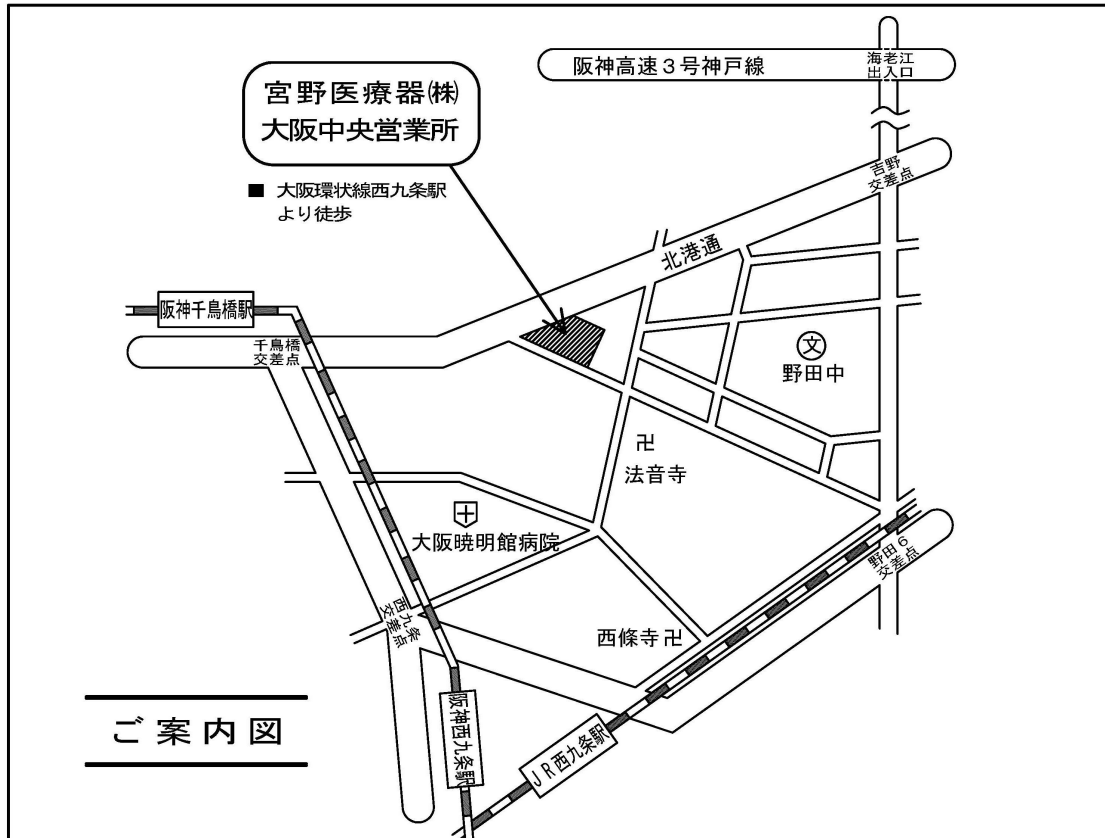 阪神高速3号神戸線
海老江
出入口
宮野医療器(株)
大阪中央営業所
■ 大阪環状線西九条駅
より徒歩
吉野
交差点
北港通
阪神千鳥橋駅
千鳥橋
交差点
文
野田中
卍
法音寺
大阪暁明館病院
野田6
交差点
西九条
交差点
西條寺卍
阪神西九条駅
JR西九条駅
ご案内図